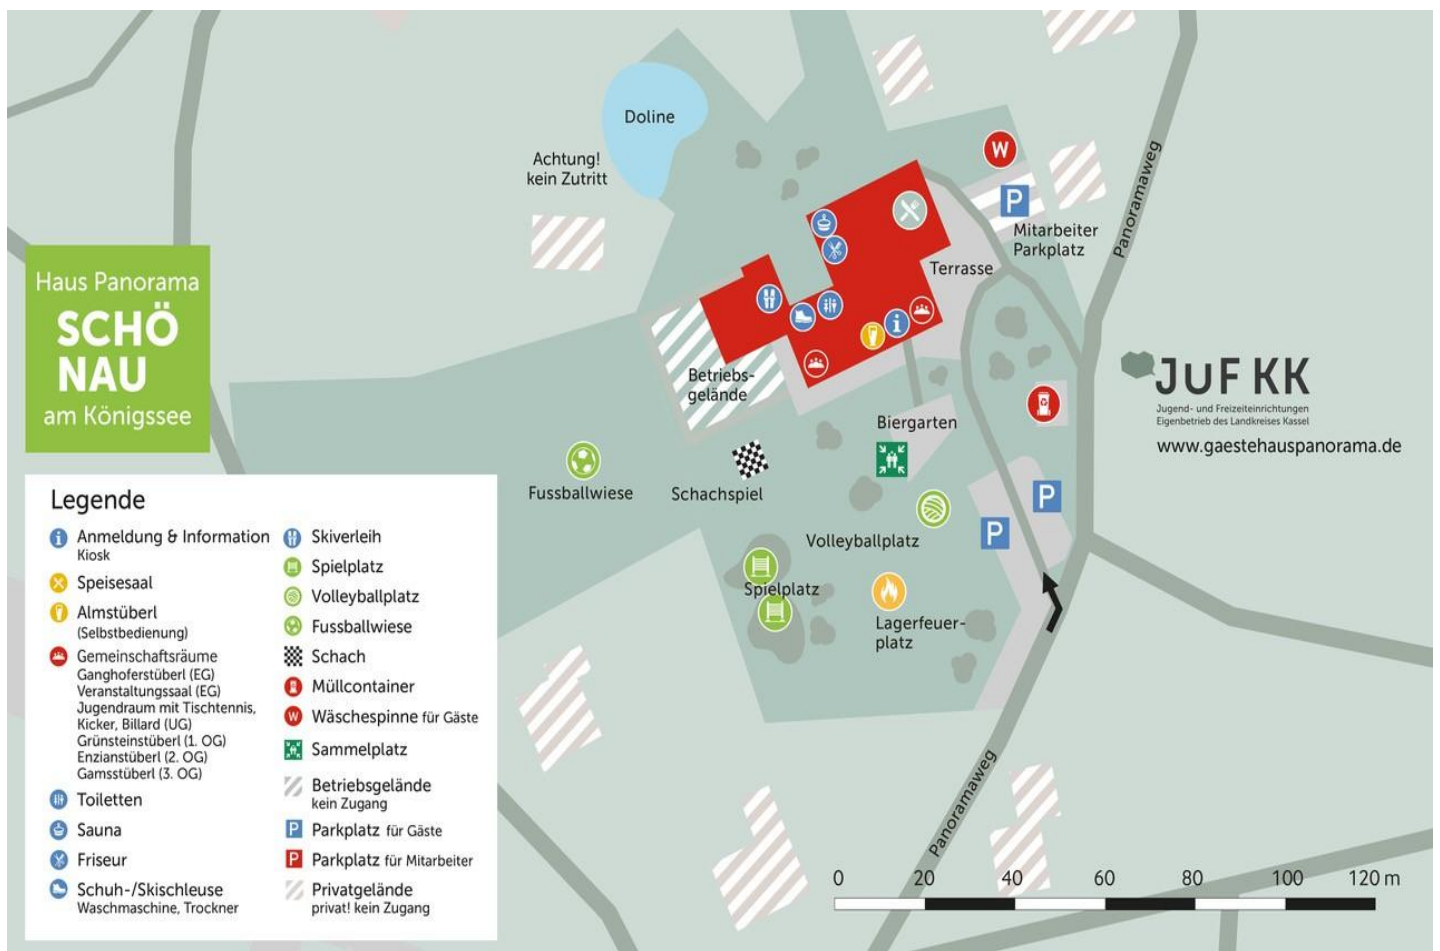 Doline
Achtung!
kein Zutritt
W
P
Mitarbeiter
Parkplatz
Panoramaweg
Terrasse
Haus Panorama
SCHÖ
NAU
am Königssee
i
Betriebs-
gelände
Biergarten
JUF KK
Jugend- und Freizeiteinrichtungen
Eigenbetrieb des Landkreises Kassel
www.gaestehauspanorama.de
Fussballwiese
Schachspiel
P
P
Volleyballplatz
Spielplatz
Lagerfeuer-
platz
Panoramaweg
Legende
i Anmeldung & Information
Kiosk
Speisesaal
Almstüberl
(Selbstbedienung)
Gemeinschaftsräume
Ganghoferstüberl (EG)
Veranstaltungssaal (EG)
Jugendraum mit Tischtennis,
Kicker, Billard (UG)
Grünsteinstüberl (1. OG)
Enzianstüberl (2. OG)
Gamsstüberl (3. OG)
Toiletten
Sauna
Friseur
Schuh-/Skischleuse
Waschmaschine, Trockner
Skiverleih
Spielplatz
Volleyballplatz
Fussballwiese
Schach
Müllcontainer
W Wäschespinne für Gäste
Sammelplatz
Betriebsgelände
kein Zugang
P Parkplatz für Gäste
P Parkplatz für Mitarbeiter
Privatgelände
privat! kein Zugang
0 20 40 60 80 100 120 m